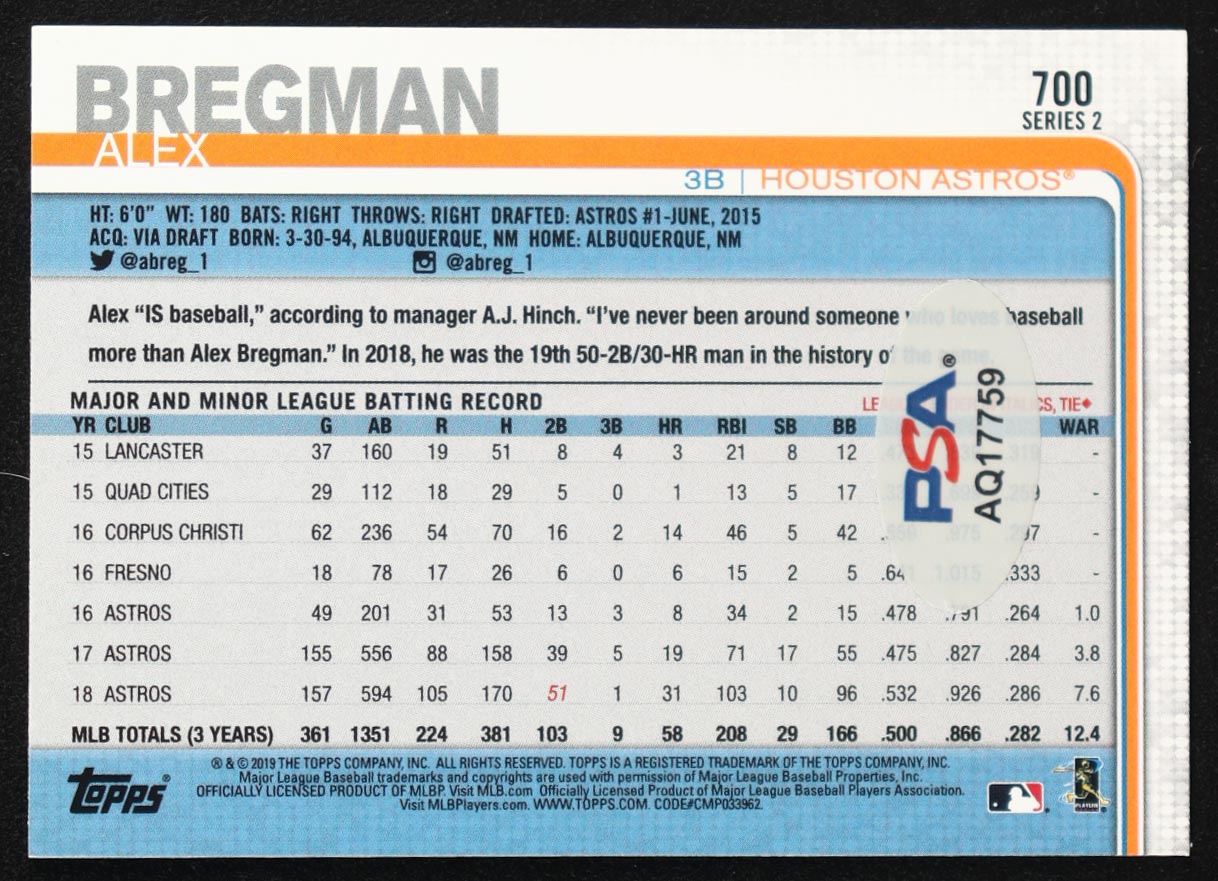 BREGMAN
ALEX
700
SERIES 2
3B | HOUSTON ASTROS®
HT: 6'0" WT: 180 BATS: RIGHT THROWS: RIGHT DRAFTED: ASTROS #1-JUNE, 2015
ACQ: VIA DRAFT BORN: 3-30-94, ALBUQUERQUE, NM HOME: ALBUQUERQUE, NM
@abreg_1 @abreg_1
Alex “IS baseball,” according to manager A.J. Hinch. “I've never been around someone who loves baseball
more than Alex Bregman.” In 2018, he was the 19th 50-2B/30-HR man in the history of the game.
MAJOR AND MINOR LEAGUE BATTING RECORD
TIE♦
YR CLUB G AB R H 2B 3B HR RBI SB BB WAR
15 LANCASTER 37 160 19 51 8 4 3 21 8 12 .319 -
15 QUAD CITIES 29 112 18 29 5 0 1 13 5 17 .259 -
16 CORPUS CHRISTI 62 236 54 70 16 2 14 46 5 42 .559 .975 .297 -
16 FRESNO 18 78 17 26 6 0 6 15 2 5 .641 1.015 .333 -
16 ASTROS 49 201 31 53 13 3 8 34 2 15 .478 .791 .264 1.0
17 ASTROS 155 556 88 158 39 5 19 71 17 55 .475 .827 .284 3.8
18 ASTROS 157 594 105 170 51 1 31 103 10 96 .532 .926 .286 7.6
MLB TOTALS (3 YEARS) 361 1351 224 381 103 9 58 208 29 166 .500 .866 .282 12.4
PSA®
AQ17759
Topps®
® & © 2019 THE TOPPS COMPANY, INC. ALL RIGHTS RESERVED. TOPPS IS A REGISTERED TRADEMARK OF THE TOPPS COMPANY, INC.
Major League Baseball trademarks and copyrights are used with permission of Major League Baseball Properties, Inc.
OFFICIALLY LICENSED PRODUCT OF MLBP. Visit MLB.com Officially Licensed Product of Major League Baseball Players Association.
Visit MLBPlayers.com. WWW.TOPPS.COM. CODE#CMP033962.
PLAYERS